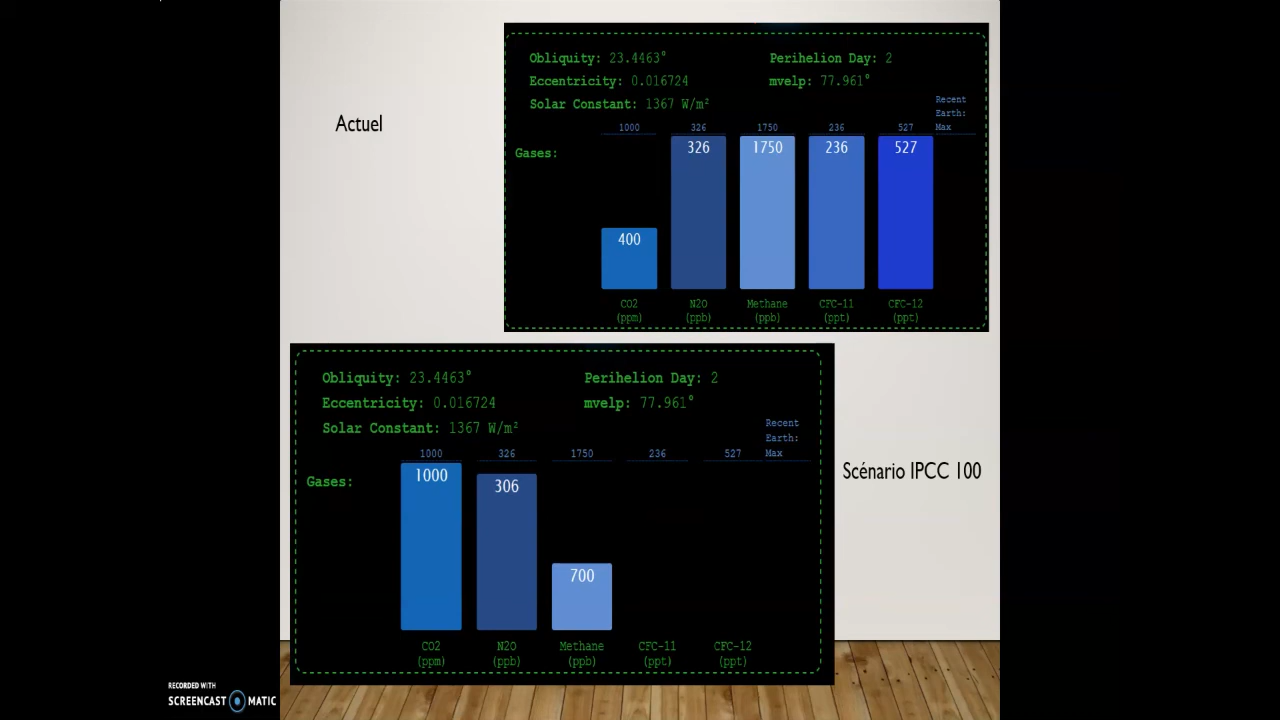 Actuel
Obliquity: 23.4463° Perihelion Day: 2
Eccentricity: 0.016724 mvelp: 77.961°
Solar Constant: 1367 W/m²
Recent
Earth:
Max
1000 326 1750 236 527
Gases:
400 326 1750 236 527
CO2 N2O Methane CFC-11 CFC-12
(ppm) (ppb) (ppb) (ppt) (ppt)
Obliquity: 23.4463° Perihelion Day: 2
Eccentricity: 0.016724 mvelp: 77.961°
Solar Constant: 1367 W/m²
Recent
Earth:
Max
1000 326 1750 236 527
Gases:
1000 306 700
CO2 N2O Methane CFC-11 CFC-12
(ppm) (ppb) (ppb) (ppt) (ppt)
Scénario IPCC 100
RECORDED WITH
SCREENCAST MATIC